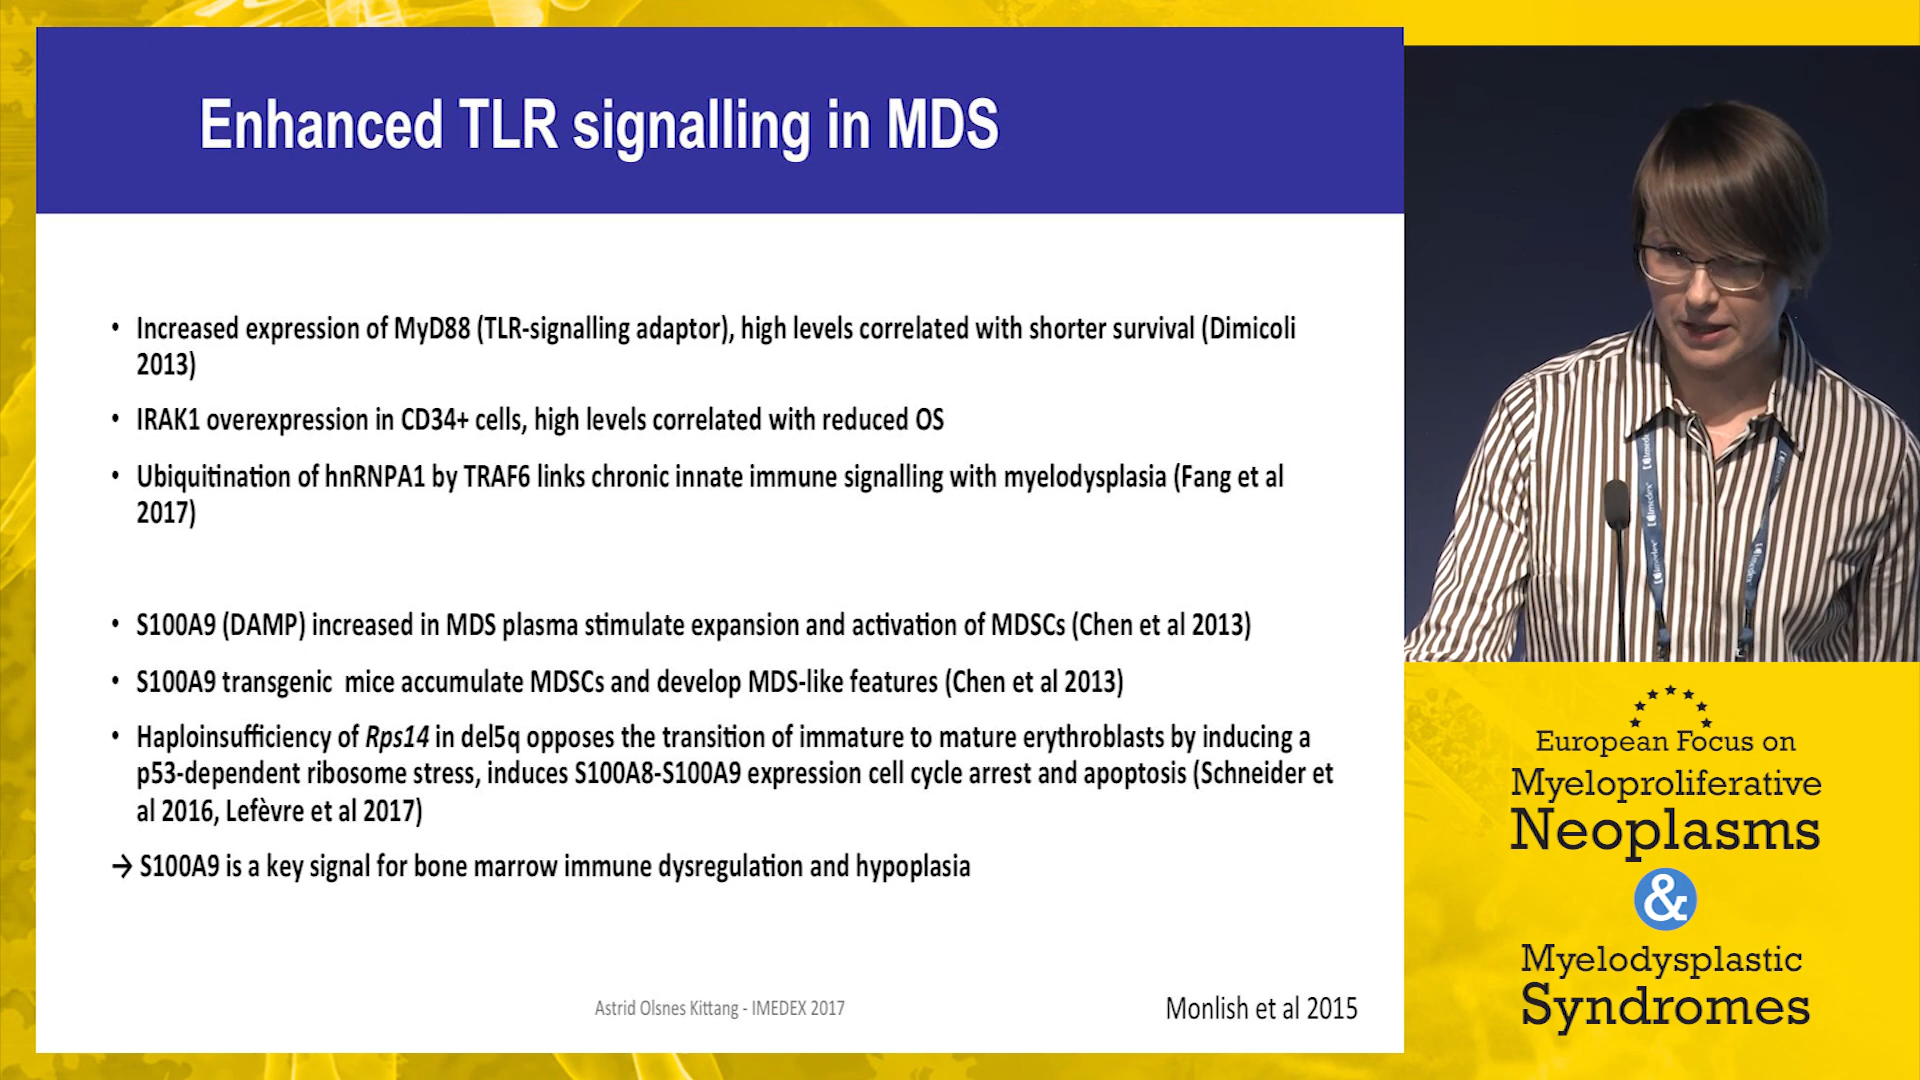 Enhanced TLR signalling in MDS
• Increased expression of MyD88 (TLR-signalling adaptor), high levels correlated with shorter survival (Dimicoli
2013)
• IRAK1 overexpression in CD34+ cells, high levels correlated with reduced OS
• Ubiquitination of hnRNPA1 by TRAF6 links chronic innate immune signalling with myelodysplasia (Fang et al
2017)
• S100A9 (DAMP) increased in MDS plasma stimulate expansion and activation of MDSCs (Chen et al 2013)
• S100A9 transgenic  mice accumulate MDSCs and develop MDS-like features (Chen et al 2013)
• Haploinsufficiency of Rps14 in del5q opposes the transition of immature to mature erythroblasts by inducing a
p53-dependent ribosome stress, induces S100A8-S100A9 expression cell cycle arrest and apoptosis (Schneider et
al 2016, Lefèvre et al 2017)
→ S100A9 is a key signal for bone marrow immune dysregulation and hypoplasia
Astrid Olsnes Kittang - IMEDEX 2017
Monlish et al 2015
imedex
imedex
imedex
imedex
European Focus on
Myeloproliferative
Neoplasms
&
Myelodysplastic
Syndromes